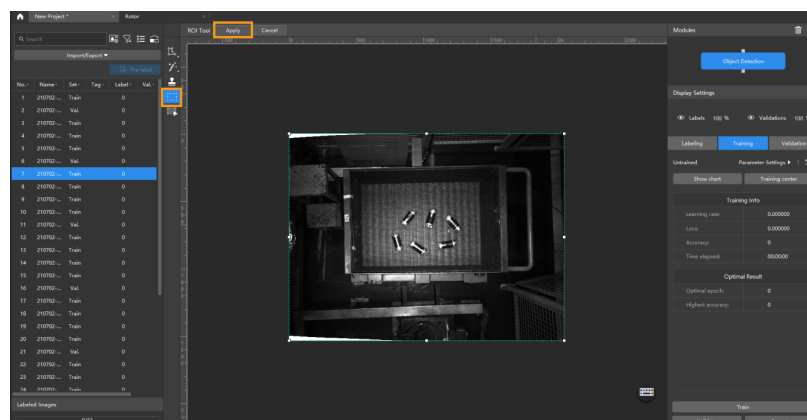 New Project *
Rotor
Search
Import/Export
Pre-label
No.
Name
Set
Tag
Label
Val.
1 210702-... Train 0
2 210702-... Val. 0
3 210702-... Train 0
4 210702-... Train 0
5 210702-... Train 0
6 210702-... Val. 0
7 210702-... Train 0
8 210702-... Train 0
9 210702-... Train 0
10 210702-... Train 0
11 210702-... Val. 0
12 210702-... Train 0
13 210702-... Train 0
14 210702-... Train 0
15 210702-... Train 0
16 210702-... Val. 0
17 210702-... Train 0
18 210702-... Train 0
19 210702-... Train 0
20 210702-... Train 0
21 210702-... Val. 0
22 210702-... Train 0
23 210702-... Train 0
24 210702-... Train 0
Labeled Images
ROI Tool
Apply
Cancel
Modules
Object Detection
Display Settings
Labels 100 %
Validations 100
Labeling
Training
Validation
Untrained
Parameter Settings
Show chart
Training center
Training Info
Learning rate: 0.000000
Loss: 0.000000
Accuracy: 0
Time elapsed: 00:00:00
Optimal Result
Optimal epoch: 0
Highest accuracy: 0
Train